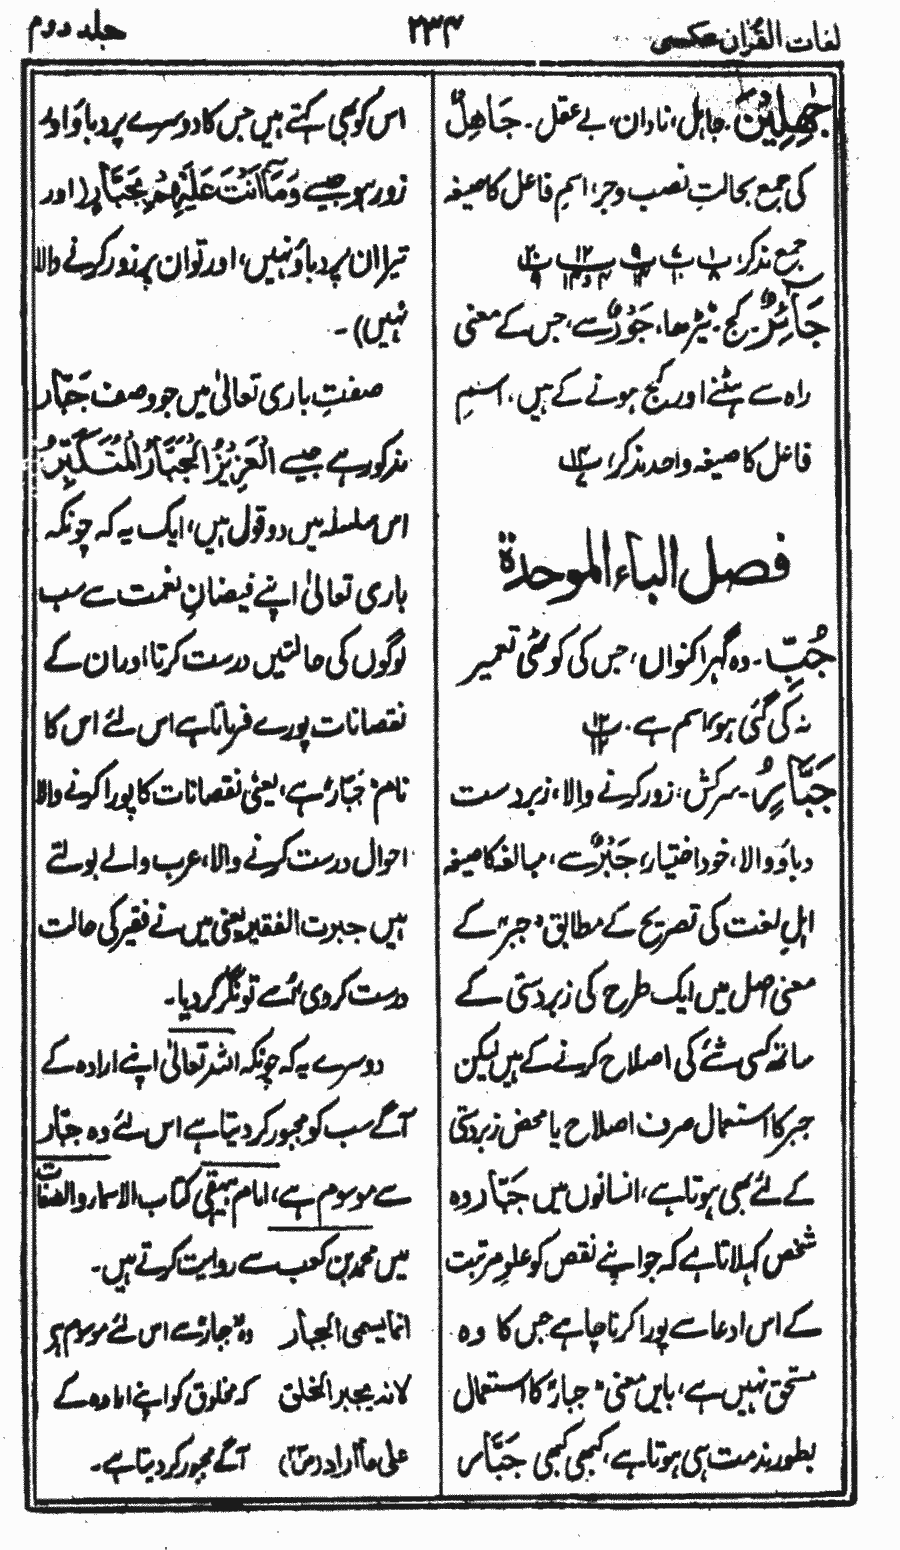 لغات القرآن عکسی
۲۳۴
جلد دوم
جٰهِلِیْنَ۔ جاہل، نادان، بے عقل۔ جَاهِلٌ
کی جمع بحالتِ نصب وجر، اسمِ فاعل کا صیغہ
جمع مذکر،
جَآئِرٌ۔ کج۔ ٹیڑھا، جَوْرٌ سے، جس کے معنی
راہ سے ہٹنے اور کج ہونے کے ہیں۔ اسمِ
فاعل کا صیغہ واحد مذکر، پ۱۴
فصل الباء الموحدة
جُبّ۔ وہ گہرا کنواں، جس کی کوئی تعمیر
نہ کی گئی ہو، اسم ہے۔ پ۱۲
جَبَّارٌ۔ سرکش، زور کرنے والا، زبردست
دباؤ والا، خود اختیار، جَبْرٌ سے، مبالغہ کا صیغہ
اہلِ لغت کی تصریح کے مطابق "جبر" کے
معنی اصل میں ایک طرح کی زبردستی کے
ساتھ کسی شئے کی اصلاح کرنے کے ہیں لیکن
جبر کا استعمال صرف اصلاح یا محض زبردستی
کے لئے بھی ہوتا ہے، انسانوں میں جَبّار وہ
شخص کہلاتا ہے کہ جو اپنے نقص کو علوِ مرتبت
کے اس ادعا سے پورا کرنا چاہے جس کا وہ
مستحق نہیں ہے، بایں معنی جبار کا استعمال
بطور مذمت ہی ہوتا ہے، کبھی کبھی جَبَّار
اس کو بھی کہتے ہیں جس کا دوسرے پر دباؤ اور
زور ہو جیسے وَمَآ اَنْتَ عَلَيْهِمْ بِجَبَّارٍ (اور
تیرا ان پر دباؤ نہیں، اور تو ان پر زور کرنے والا
نہیں)۔
صفتِ باری تعالیٰ میں جو وصف جَبّار
مذکور ہے جیسے الْعَزِيْزُ الْجَبَّارُ الْمُتَكَبِّرُ
اس سلسلہ میں دو قول ہیں، ایک یہ کہ چونکہ
باری تعالیٰ اپنے فیضانِ نعمت سے سب
لوگوں کی حالتیں درست کرتا، اور ان کے
نقصانات پورے فرماتا ہے اس لئے اس کا
نام جَبّار ہے، یعنی نقصانات کا پورا کرنے والا
احوال درست کرنے والا، عرب والے بولتے
ہیں جبرت الفقیر یعنی میں نے فقیر کی حالت
درست کر دی اُسے تونگر کر دیا۔
دوسرے یہ کہ چونکہ اللہ تعالیٰ اپنے ارادہ کے
آگے سب کو مجبور کر دیتا ہے اس لئے وہ جبّار
سے موسوم ہے، امام بیہقی کتاب الاسماء والصفات
میں محمد بن کعب سے روایت کرتے ہیں۔
انما یسمی الجبار وہ جبار سے اس لئے موسوم ہے
لانہ یجبر الخلق کہ مخلوق کو اپنے ارادہ کے
علی ما اراد (ص۲۳) آگے مجبور کر دیتا ہے۔